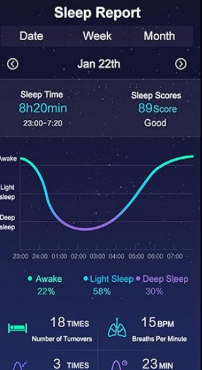 Sleep Report
Date Week Month
Jan 22th
Sleep Time Sleep Scores
8h20min 89 Score
23:00-7:20 Good
Awake
Light
sleep
Deep
sleep
23:00 24:00 01:00 02:00 03:00 04:00 05:00 06:00 07:00
Awake Light Sleep Deep Sleep
22% 58% 30%
18 TIMES 15 BPM
Number of Turnovers Breaths Per Minute
3 TIMES 23 MIN